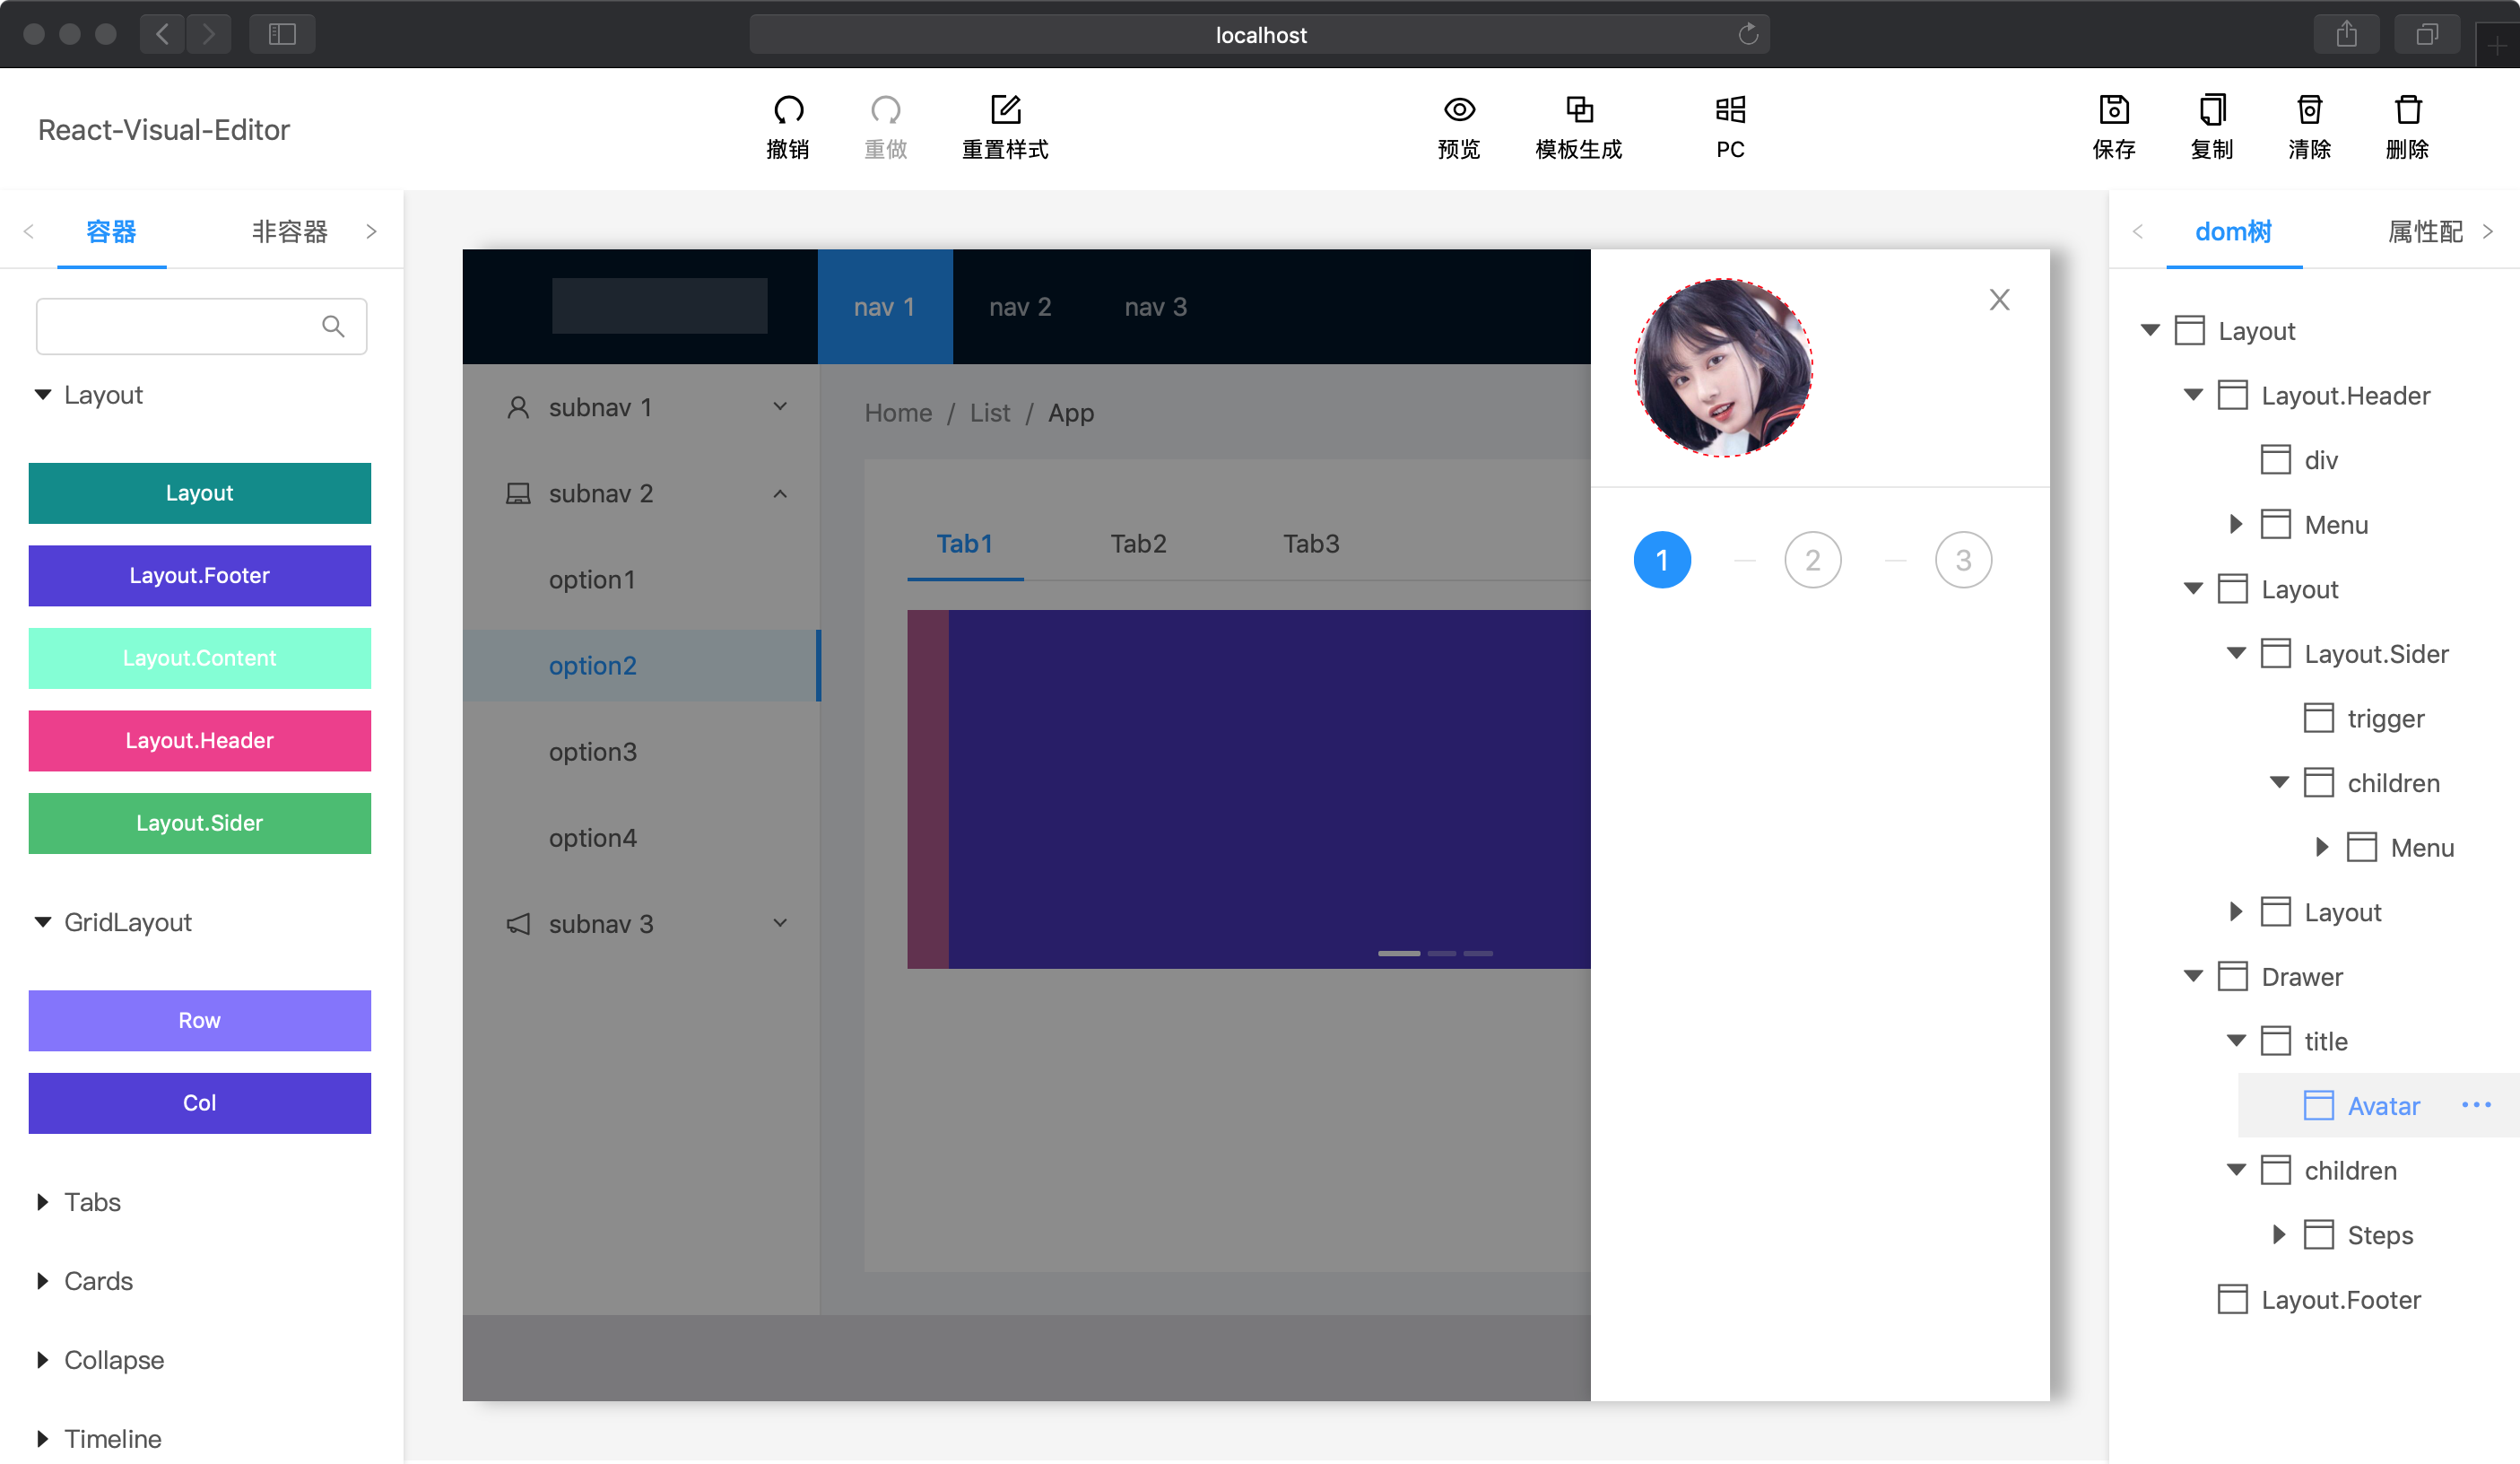 localhost
React-Visual-Editor
撤销
重做
重置样式
预览
模板生成
PC
保存
复制
清除
删除
容器
非容器
Layout
Layout
Layout.Footer
Layout.Content
Layout.Header
Layout.Sider
GridLayout
Row
Col
Tabs
Cards
Collapse
Timeline
nav 1
nav 2
nav 3
subnav 1
subnav 2
option1
option2
option3
option4
subnav 3
Home / List / App
Tab1
Tab2
Tab3
1
2
3
dom树
属性配
Layout
Layout.Header
div
Menu
Layout
Layout.Sider
trigger
children
Menu
Layout
Drawer
title
Avatar
children
Steps
Layout.Footer